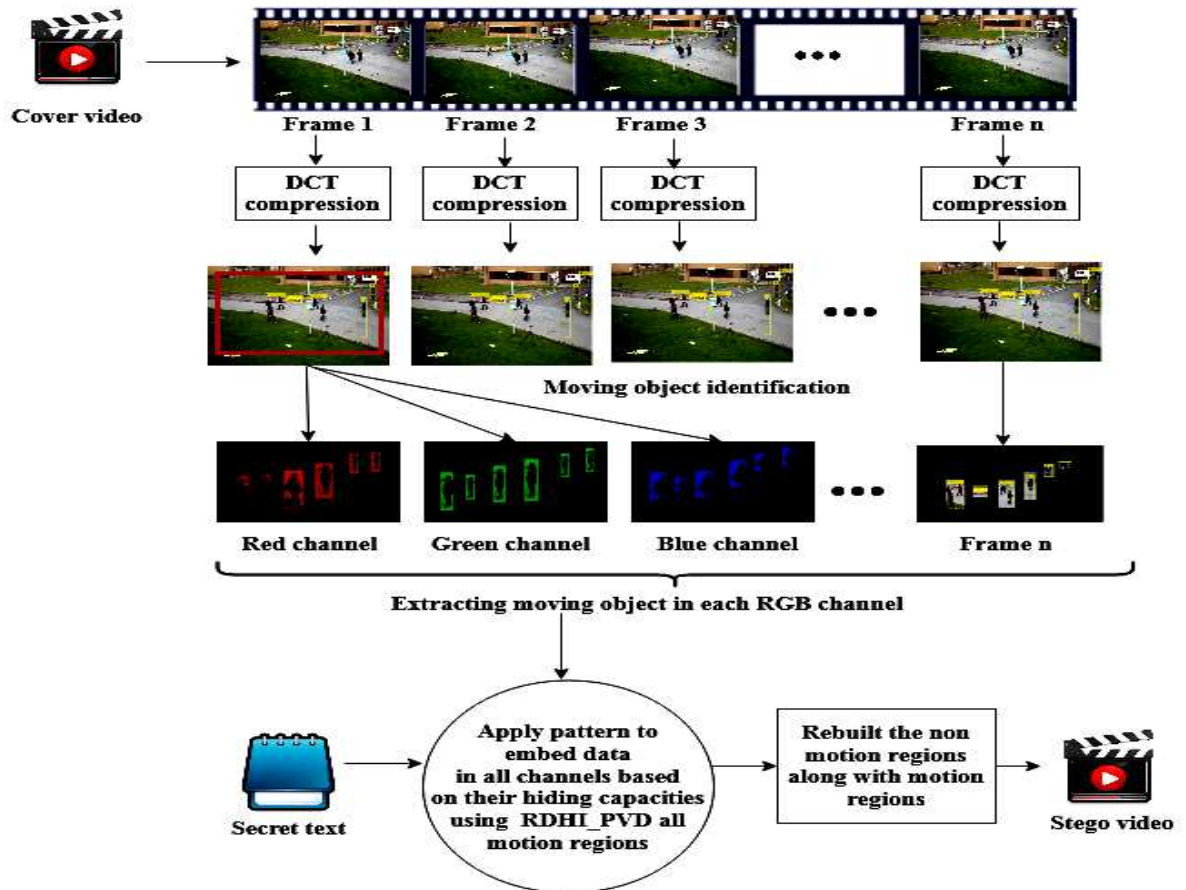 Cover video
Frame 1
Frame 2
Frame 3
Frame n
DCT
compression
DCT
compression
DCT
compression
DCT
compression
Moving object identification
Red channel
Green channel
Blue channel
Frame n
Extracting moving object in each RGB channel
Secret text
Apply pattern to
embed data
in all channels based
on their hiding capacities
using RDHI_PVD all
motion regions
Rebuilt the non
motion regions
along with motion
regions
Stego video